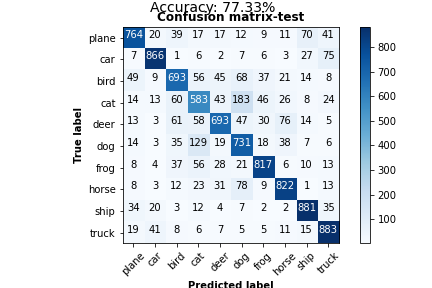 Accuracy: 77.33%
Confusion matrix-test
plane 764 20 39 17 17 12 9 11 70 41
car 7 866 1 6 2 7 6 3 27 75
bird 49 9 693 56 45 68 37 21 14 8
cat 14 13 60 583 43 183 46 26 8 24
deer 13 3 61 58 693 47 30 76 14 5
dog 14 3 35 129 19 731 18 38 7 6
frog 8 4 37 56 28 21 817 6 10 13
horse 8 3 12 23 31 78 9 822 1 13
ship 34 20 3 12 4 7 2 2 881 35
truck 19 41 8 6 7 5 5 11 15 883
plane car bird cat deer dog frog horse ship truck
True label
Predicted label
800
700
600
500
400
300
200
100